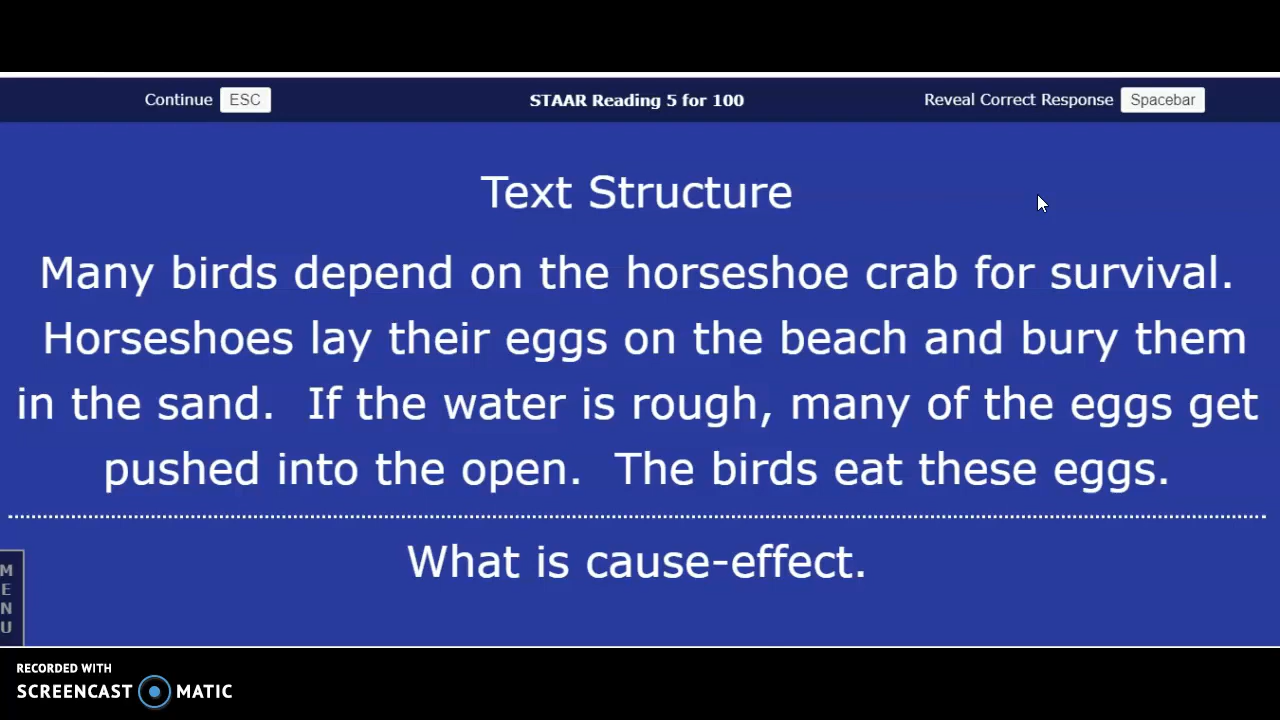 Continue ESC STAAR Reading 5 for 100 Reveal Correct Response Spacebar
Text Structure
Many birds depend on the horseshoe crab for survival.
Horseshoes lay their eggs on the beach and bury them
in the sand.  If the water is rough, many of the eggs get
pushed into the open.  The birds eat these eggs.
What is cause-effect.
MENU
RECORDED WITH
SCREENCAST MATIC